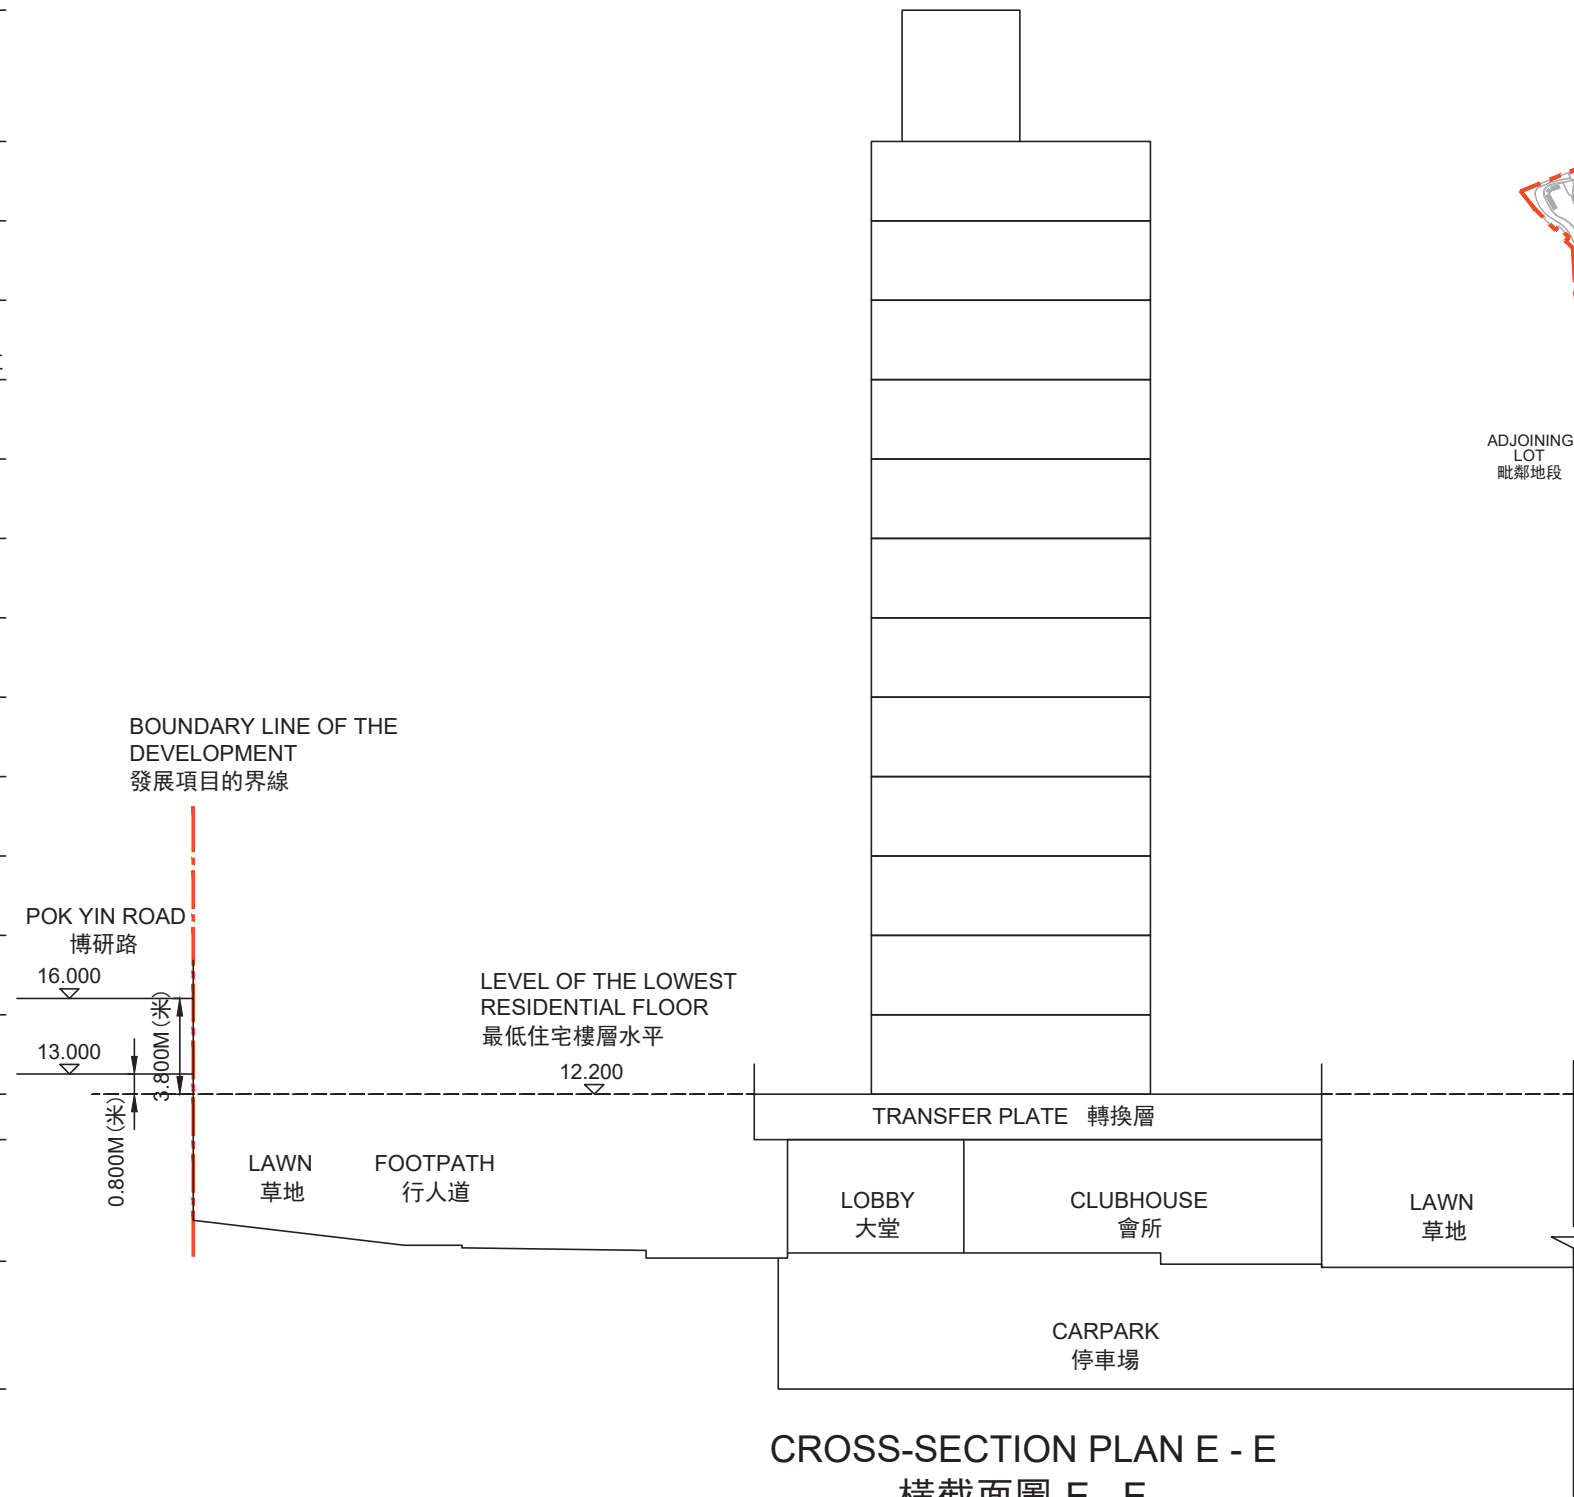 ADJOINING
LOT
毗鄰地段
BOUNDARY LINE OF THE
DEVELOPMENT
發展項目的界線
POK YIN ROAD
博研路
16.000
13.000
3.800M (米)
0.800M (米)
LEVEL OF THE LOWEST
RESIDENTIAL FLOOR
最低住宅樓層水平
12.200
TRANSFER PLATE 轉換層
LAWN
草地
FOOTPATH
行人道
LOBBY
大堂
CLUBHOUSE
會所
LAWN
草地
CARPARK
停車場
CROSS-SECTION PLAN E - E
橫截面圖 E - E